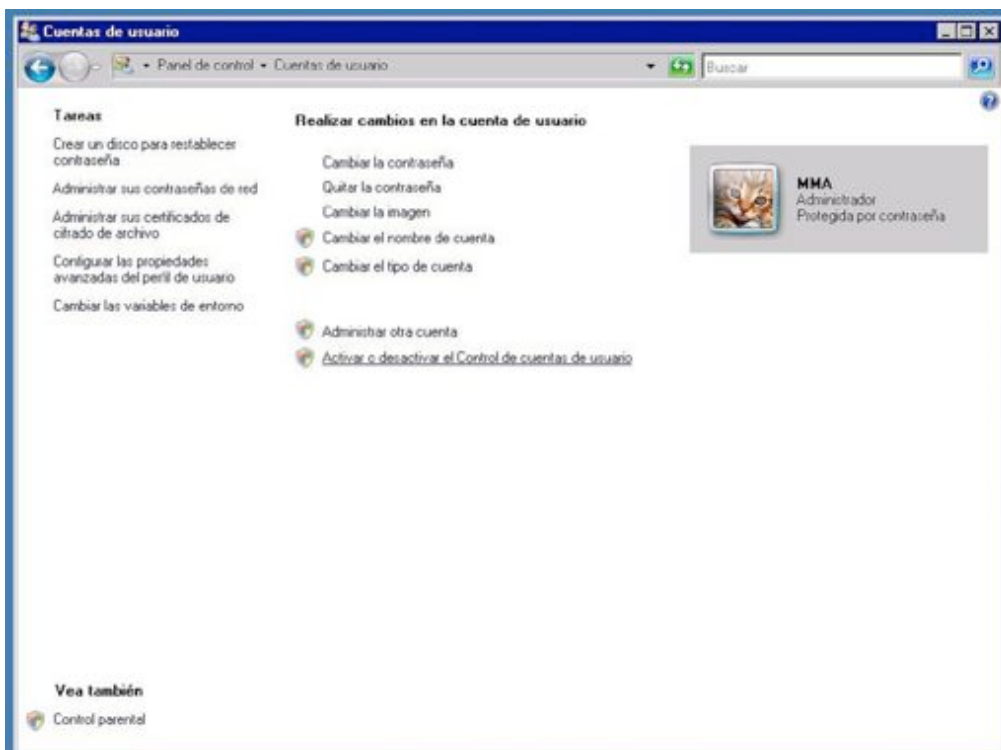 Cuentas de usuario
Panel de control
Cuentas de usuario
Buscar
Tareas
Crear un disco para restablecer
contraseña
Administrar sus contraseñas de red
Administrar sus certificados de
cifrado de archivo
Configurar las propiedades
avanzadas del perfil de usuario
Cambiar las variables de entorno
Realizar cambios en la cuenta de usuario
Cambiar la contraseña
Quitar la contraseña
Cambiar la imagen
Cambiar el nombre de cuenta
Cambiar el tipo de cuenta
Administrar otra cuenta
Activar o desactivar el Control de cuentas de usuario
MMA
Administrador
Protegida por contraseña
Vea también
Control parental